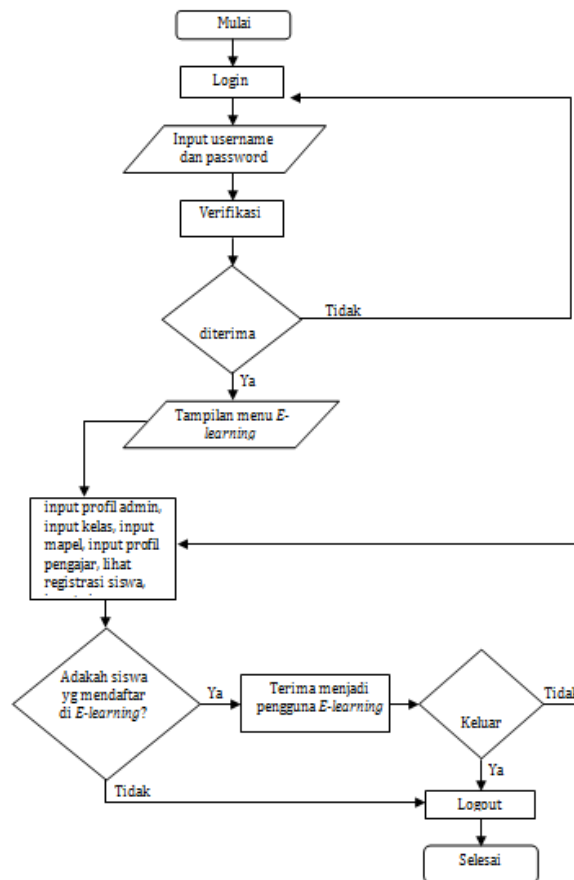 Mulai
Login
Input username
dan password
Verifikasi
diterima
Tidak
Ya
Tampilan menu E-
learning
input profil admin,
input kelas, input
mapel, input profil
pengajar, lihat
registrasi siswa,
Adakah siswa
yg mendaftar
di E-learning?
Ya
Terima menjadi
pengguna E-learning
Keluar
Tidak
Ya
Tidak
Logout
Selesai